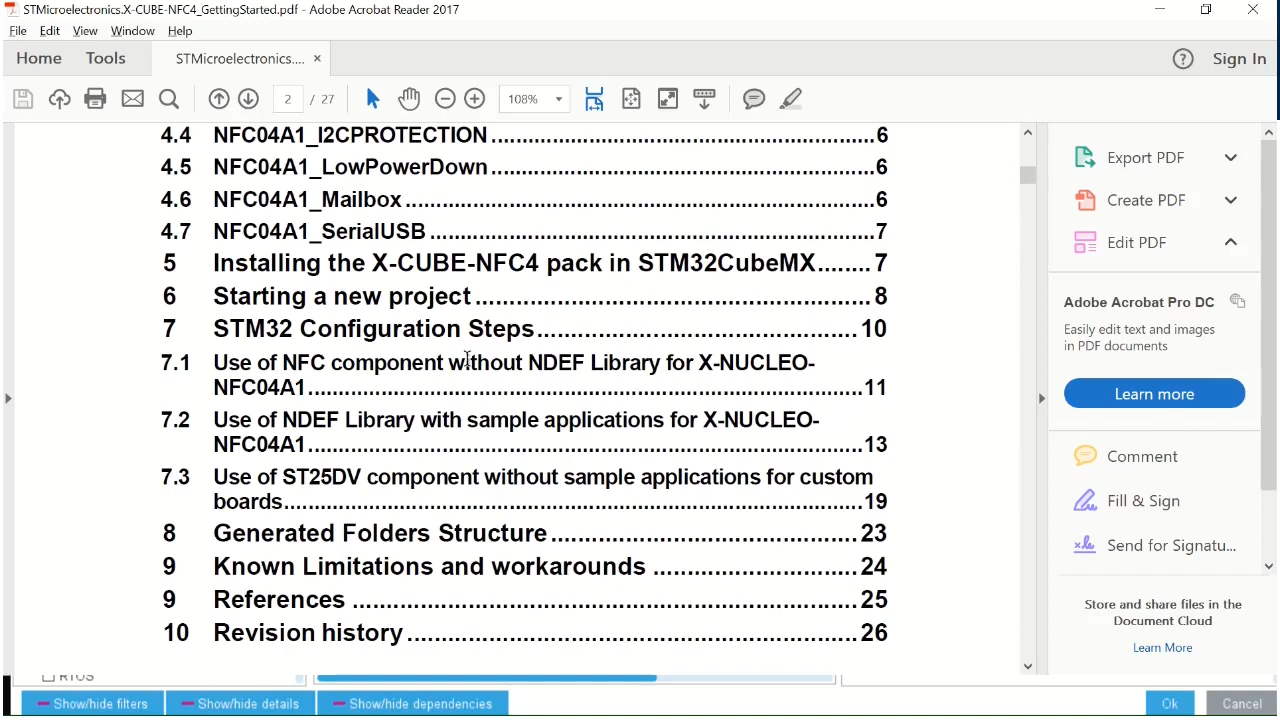 STMicroelectronics.X-CUBE-NFC4_GettingStarted.pdf - Adobe Acrobat Reader 2017
File Edit View Window Help
Home Tools STMicroelectronics.... × Sign In
2 / 27 108%
4.4 NFC04A1_I2CPROTECTION ................................................................6
4.5 NFC04A1_LowPowerDown ................................................................6
4.6 NFC04A1_Mailbox ..............................................................................6
4.7 NFC04A1_SerialUSB ..........................................................................7
5 Installing the X-CUBE-NFC4 pack in STM32CubeMX........7
6 Starting a new project ..........................................................8
7 STM32 Configuration Steps................................................10
7.1 Use of NFC component without NDEF Library for X-NUCLEO-
NFC04A1...........................................................................................11
7.2 Use of NDEF Library with sample applications for X-NUCLEO-
NFC04A1...........................................................................................13
7.3 Use of ST25DV component without sample applications for custom
boards...............................................................................................19
8 Generated Folders Structure ..............................................23
9 Known Limitations and workarounds ...............................24
9 References ..........................................................................25
10 Revision history ..................................................................26
Export PDF
Create PDF
Edit PDF
Adobe Acrobat Pro DC
Easily edit text and images
in PDF documents
Learn more
Comment
Fill & Sign
Send for Signatu...
Store and share files in the
Document Cloud
Learn More
RTOS
Show/hide filters Show/hide details Show/hide dependencies Ok Cancel